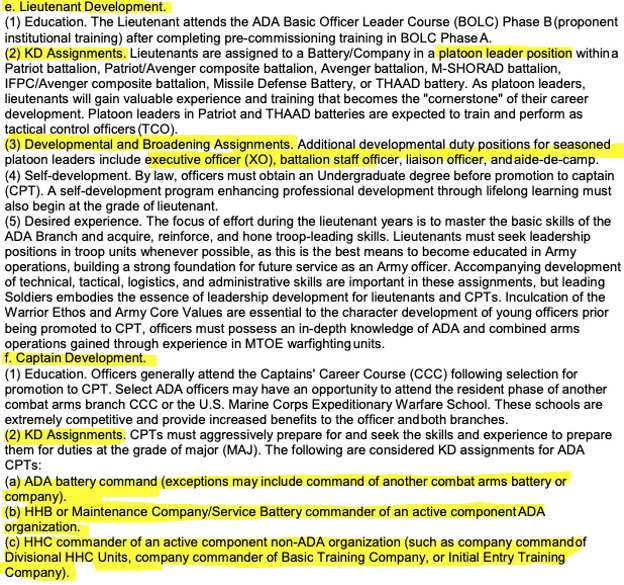 e. Lieutenant Development.
(1) Education. The Lieutenant attends the ADA Basic Officer Leader Course (BOLC) Phase B(proponent
institutional training) after completing pre-commissioning training in BOLC Phase A.
(2) KD Assignments. Lieutenants are assigned to a Battery/Company in a platoon leader position within a
Patriot battalion, Patriot/Avenger composite battalion, Avenger battalion, M-SHORAD battalion,
IFPC/Avenger composite battalion, Missile Defense Battery, or THAAD battery. As platoon leaders,
lieutenants will gain valuable experience and training that becomes the "cornerstone" of their career
development. Platoon leaders in Patriot and THAAD batteries are expected to train and perform as
tactical control officers (TCO).
(3) Developmental and Broadening Assignments. Additional developmental duty positions for seasoned
platoon leaders include executive officer (XO), battalion staff officer, liaison officer, and aide-de-camp.
(4) Self-development. By law, officers must obtain an Undergraduate degree before promotion to captain
(CPT). A self-development program enhancing professional development through lifelong learning must
also begin at the grade of lieutenant.
(5) Desired experience. The focus of effort during the lieutenant years is to master the basic skills of the
ADA Branch and acquire, reinforce, and hone troop-leading skills. Lieutenants must seek leadership
positions in troop units whenever possible, as this is the best means to become educated in Army
operations, building a strong foundation for future service as an Army officer. Accompanying development
of technical, tactical, logistics, and administrative skills are important in these assignments, but leading
Soldiers embodies the essence of leadership development for lieutenants and CPTs. Inculcation of the
Warrior Ethos and Army Core Values are essential to the character development of young officers prior
being promoted to CPT, officers must possess an in-depth knowledge of ADA and combined arms
operations gained through experience in MTOE warfighting units.
f. Captain Development.
(1) Education. Officers generally attend the Captains' Career Course (CCC) following selection for
promotion to CPT. Select ADA officers may have an opportunity to attend the resident phase of another
combat arms branch CCC or the U.S. Marine Corps Expeditionary Warfare School. These schools are
extremely competitive and provide increased benefits to the officer and both branches.
(2) KD Assignments. CPTs must aggressively prepare for and seek the skills and experience to prepare
them for duties at the grade of major (MAJ). The following are considered KD assignments for ADA
CPTs:
(a) ADA battery command (exceptions may include command of another combat arms battery or
company).
(b) HHB or Maintenance Company/Service Battery commander of an active component ADA
organization.
(c) HHC commander of an active component non-ADA organization (such as company command of
Divisional HHC Units, company commander of Basic Training Company, or Initial Entry Training
Company).